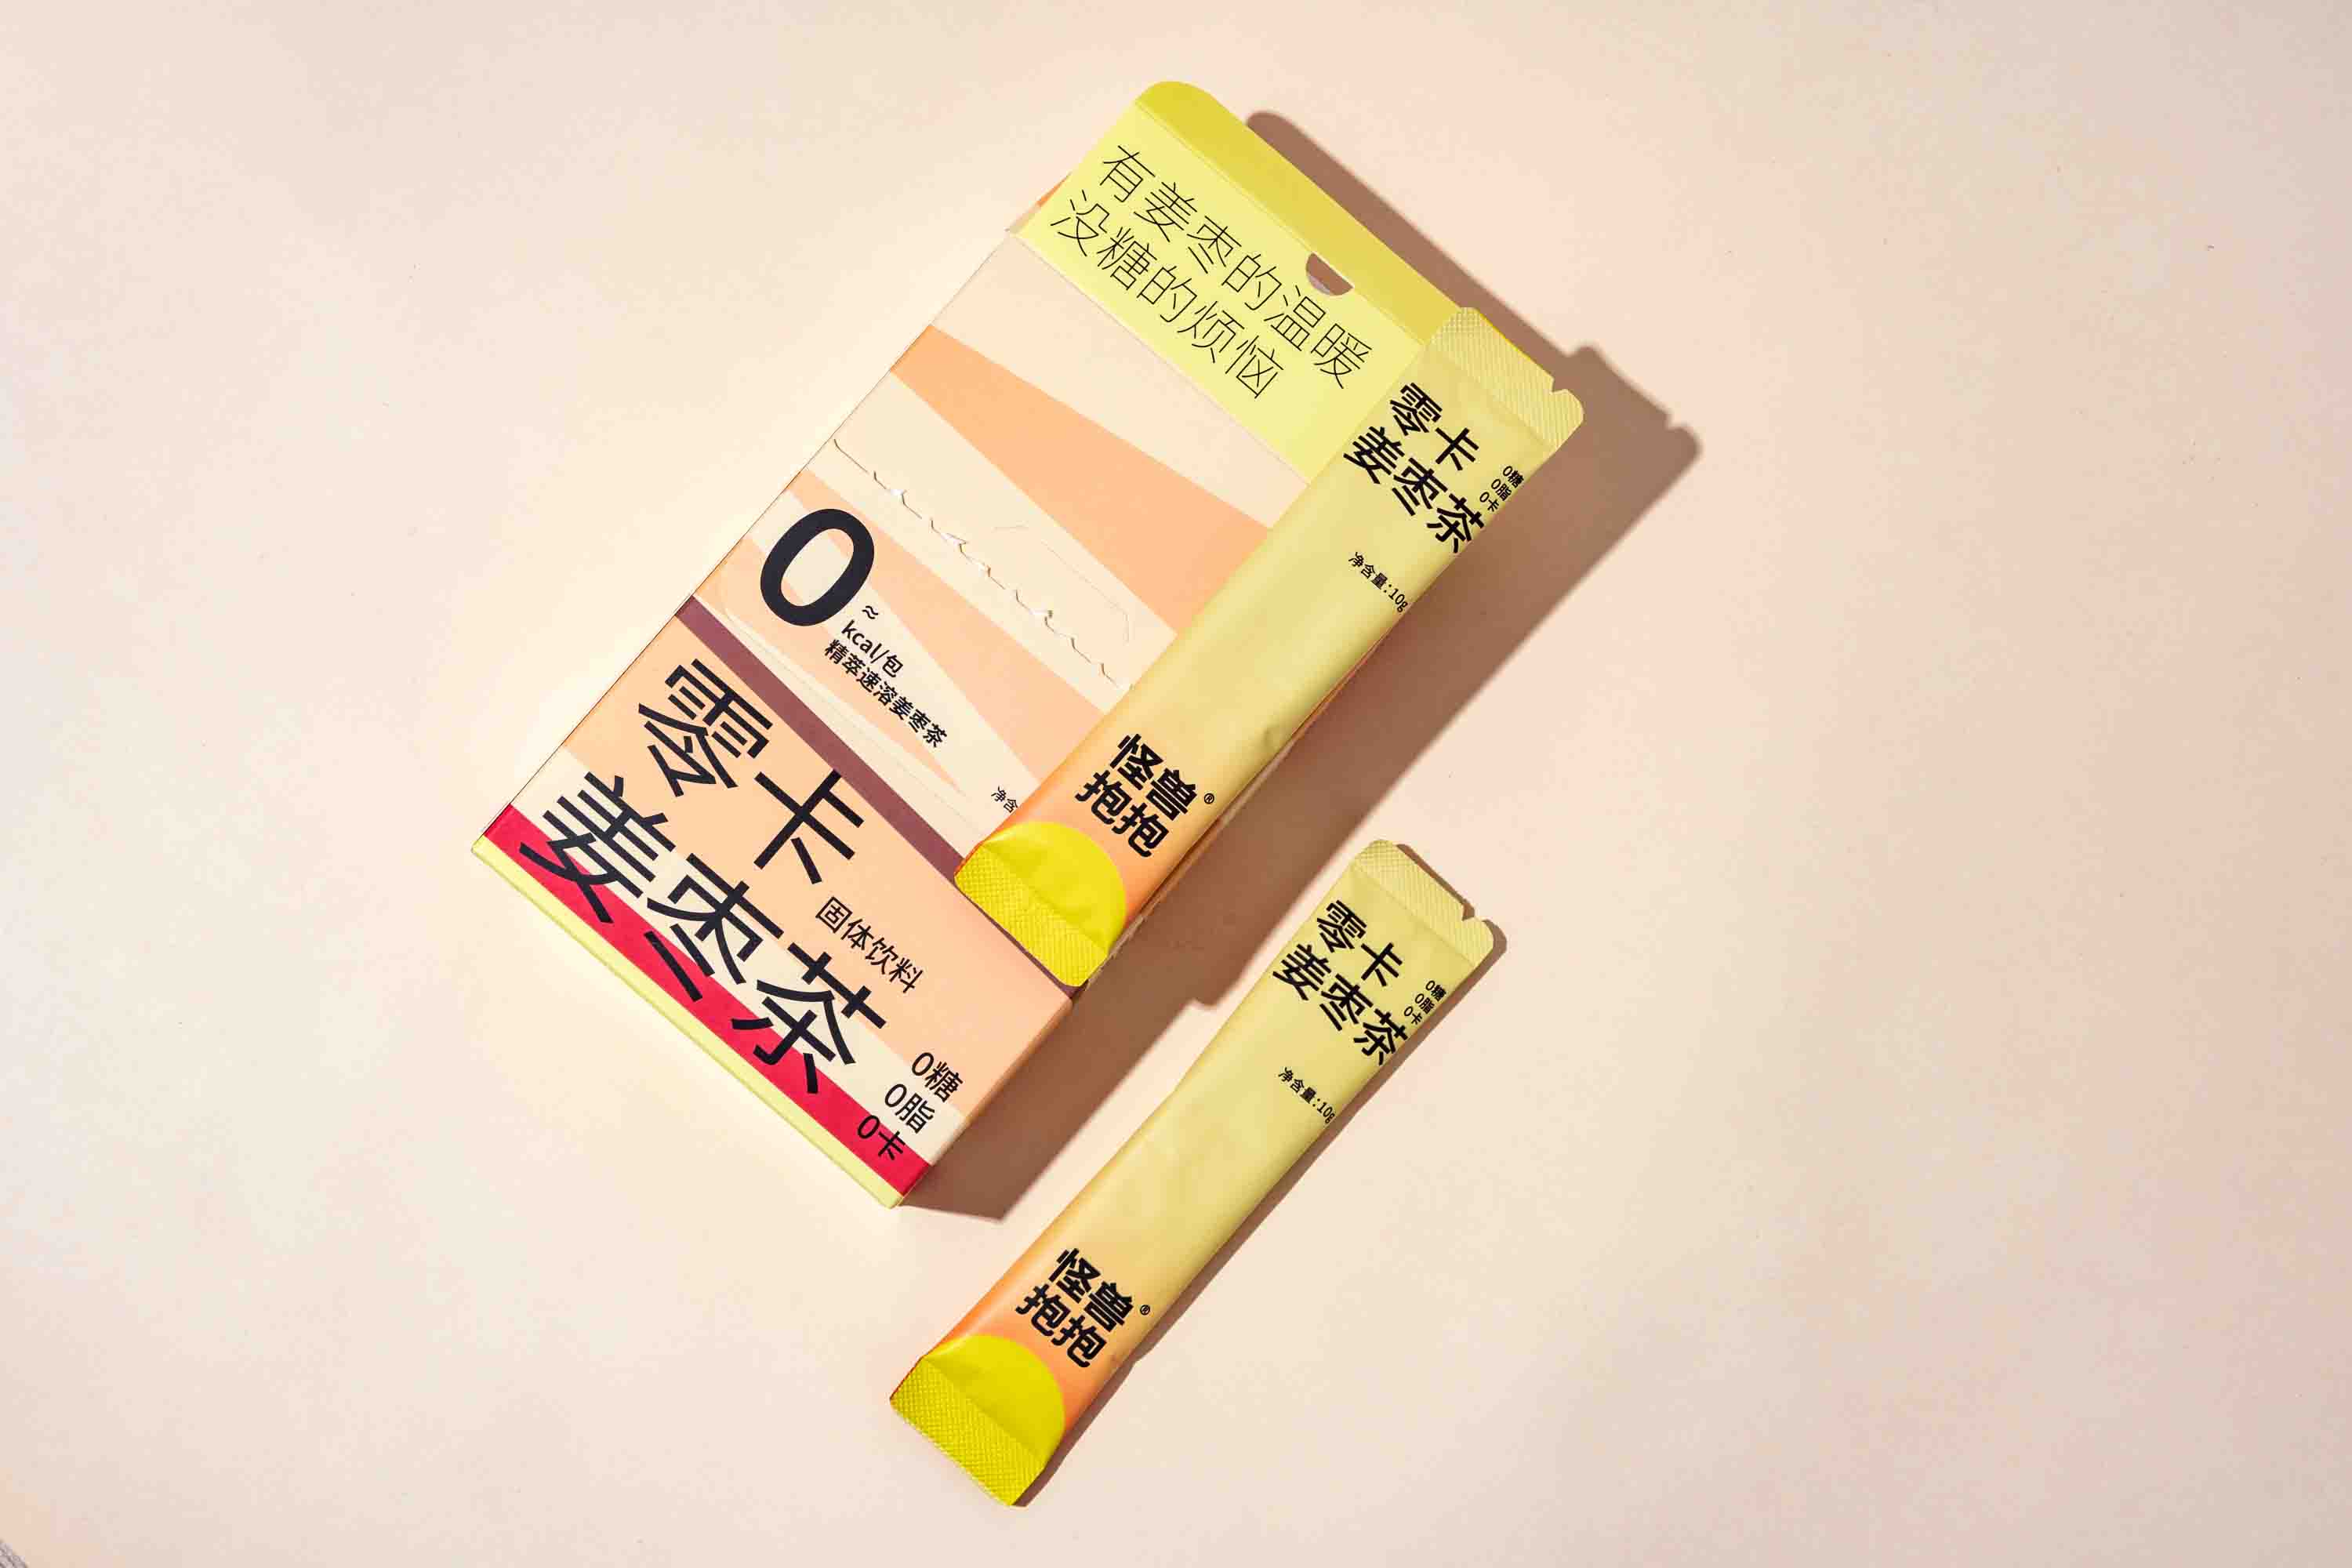 有姜枣的温暖
没糖的烦恼
0
≈
kcal/包
精萃速溶姜枣茶
净含
零卡
姜枣茶
固体饮料
0糖
0脂
0卡
零卡
姜枣茶
0糖
0脂
0卡
净含量:10g
怪兽®
抱抱
零卡
姜枣茶
0糖
0脂
0卡
净含量:10g
怪兽®
抱抱